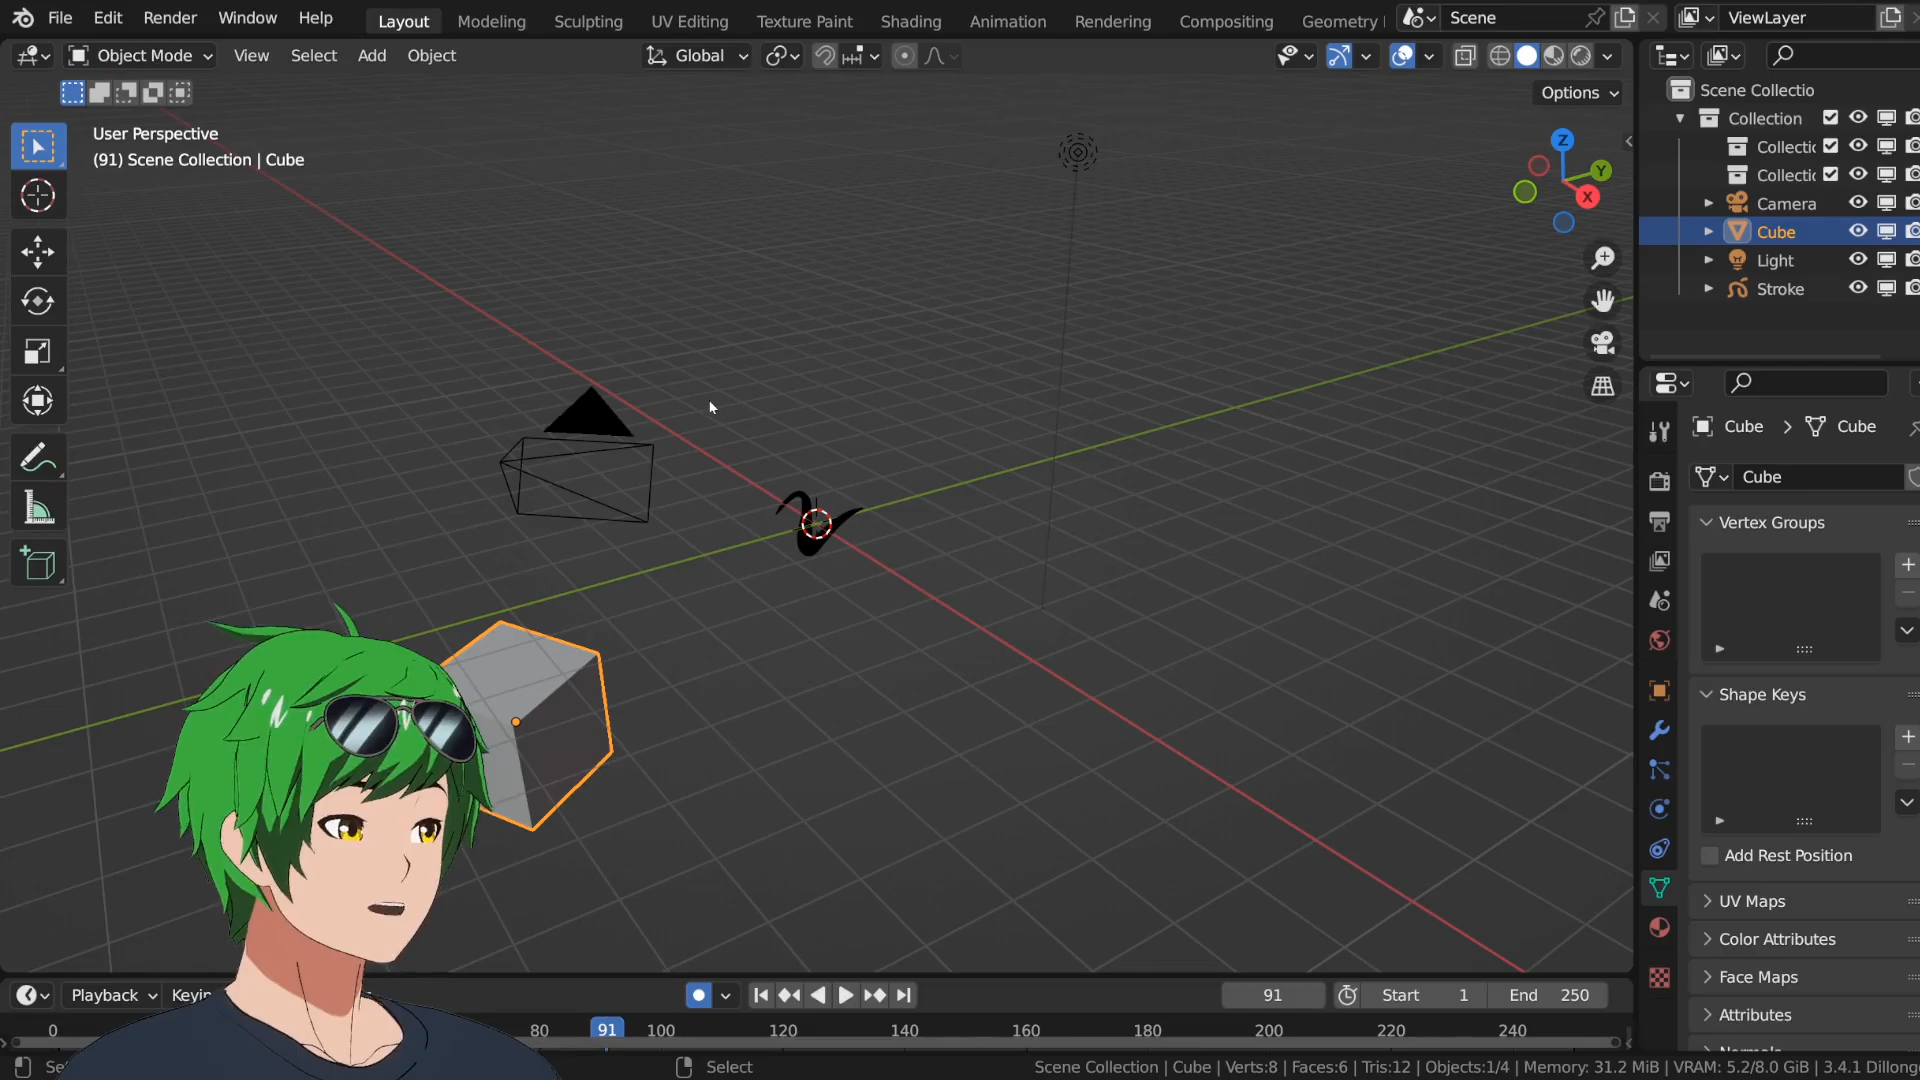 File Edit Render Window Help Layout Modeling Sculpting UV Editing Texture Paint Shading Animation Rendering Compositing Geometry Scene ViewLayer
Object Mode View Select Add Object Global
Options
User Perspective
(91) Scene Collection | Cube
Z
Y
X
Scene Collectio
Collection
Collectic
Collectic
Camera
Cube
Light
Stroke
Cube > Cube
Cube
Vertex Groups
Shape Keys
Add Rest Position
UV Maps
Color Attributes
Face Maps
Attributes
Playback Keyin 91 Start 1 End 250
0 80 91 100 120 140 160 180 200 220 240
Select Scene Collection | Cube | Verts:8 | Faces:6 | Tris:12 | Objects:1/4 | Memory: 31.2 MiB | VRAM: 5.2/8.0 GiB | 3.4.1 Dillong